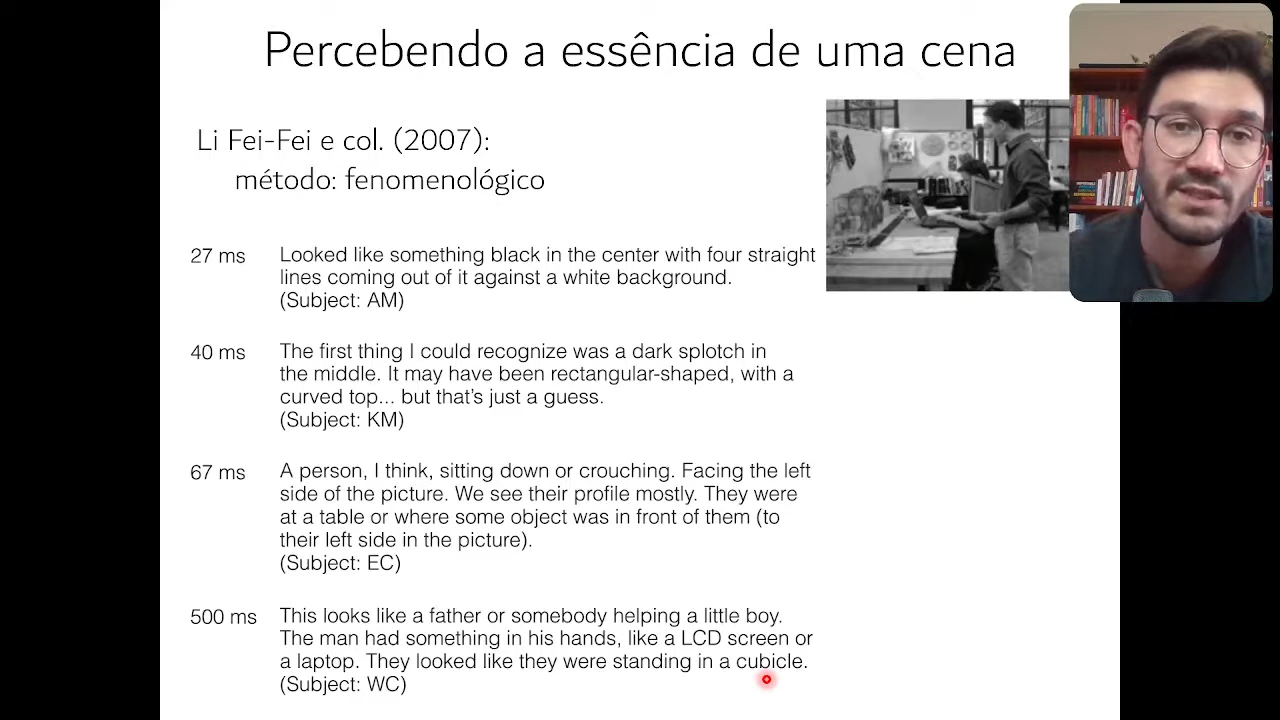 Percebendo a essência de uma cena
Li Fei-Fei e col. (2007):
método: fenomenológico
27 ms
Looked like something black in the center with four straight
lines coming out of it against a white background.
(Subject: AM)
40 ms
The first thing I could recognize was a dark splotch in
the middle. It may have been rectangular-shaped, with a
curved top... but that's just a guess.
(Subject: KM)
67 ms
A person, I think, sitting down or crouching. Facing the left
side of the picture. We see their profile mostly. They were
at a table or where some object was in front of them (to
their left side in the picture).
(Subject: EC)
500 ms
This looks like a father or somebody helping a little boy.
The man had something in his hands, like a LCD screen or
a laptop. They looked like they were standing in a cubicle.
(Subject: WC)